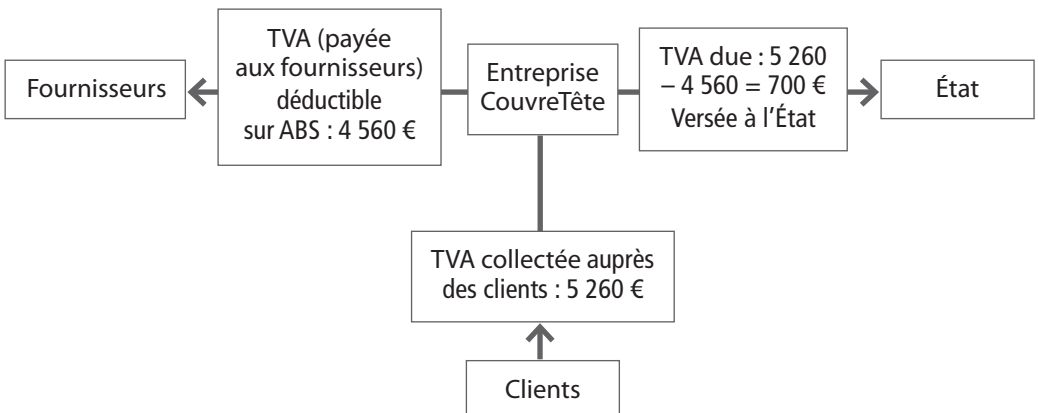 Fournisseurs
TVA (payée
aux fournisseurs)
déductible
sur ABS : 4 560 €
Entreprise
CouvreTête
TVA due : 5 260
– 4 560 = 700 €
Versée à l'État
État
TVA collectée auprès
des clients : 5 260 €
Clients